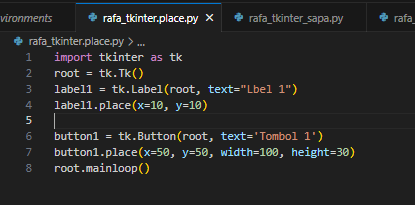 nvironments
rafa_tkinter.place.py ×
rafa_tkinter_sapa.py
rafa_
rafa_tkinter.place.py > ...
1 import tkinter as tk
2 root = tk.Tk()
3 label1 = tk.Label(root, text="Lbel 1")
4 label1.place(x=10, y=10)
5
6 button1 = tk.Button(root, text='Tombol 1')
7 button1.place(x=50, y=50, width=100, height=30)
8 root.mainloop()